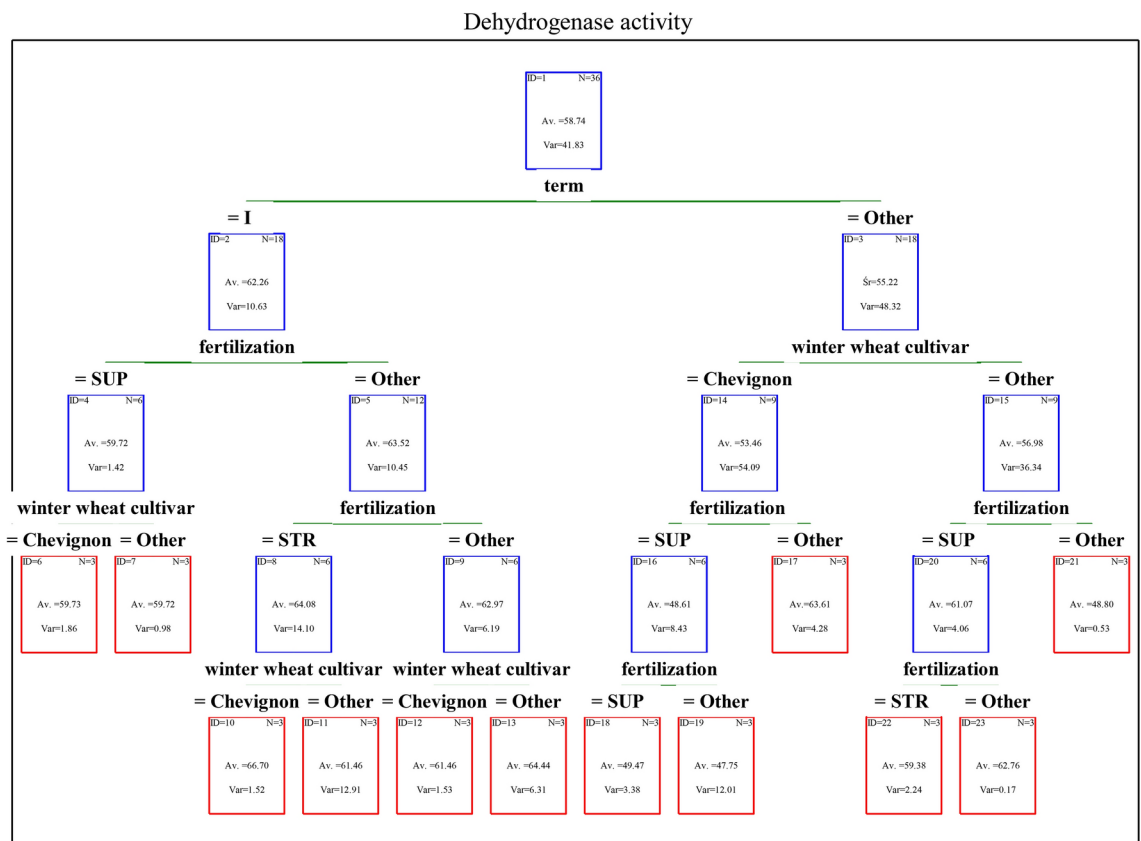 Dehydrogenase activity
ID=1 N=36
Av. =58.74
Var=41.83
term
= I = Other
ID=2 N=18 ID=3 N=18
Av. =62.26 Śr=55.22
Var=10.63 Var=48.32
fertilization winter wheat cultivar
= SUP = Other = Chevignon = Other
ID=4 N=6 ID=5 N=12 ID=14 N=9 ID=15 N=9
Av. =59.72 Av. =63.52 Av. =53.46 Av. =56.98
Var=1.42 Var=10.45 Var=54.09 Var=36.34
winter wheat cultivar fertilization fertilization fertilization
= Chevignon = Other = STR = Other = SUP = Other = SUP = Other
ID=6 N=3 ID=7 N=3 ID=8 N=6 ID=9 N=6 ID=16 N=6 ID=17 N=3 ID=20 N=6 ID=21 N=3
Av. =59.73 Av. =59.72 Av. =64.08 Av. =62.97 Av. =48.61 Av. =63.61 Av. =61.07 Av. =48.80
Var=1.86 Var=0.98 Var=14.10 Var=6.19 Var=8.43 Var=4.28 Var=4.06 Var=0.53
winter wheat cultivar winter wheat cultivar fertilization fertilization
= Chevignon = Other = Chevignon = Other = SUP = Other = STR = Other
ID=10 N=3 ID=11 N=3 ID=12 N=3 ID=13 N=3 ID=18 N=3 ID=19 N=3 ID=22 N=3 ID=23 N=3
Av. =66.70 Av. =61.46 Av. =61.46 Av. =64.44 Av. =49.47 Av. =47.75 Av. =59.38 Av. =62.76
Var=1.52 Var=12.91 Var=1.53 Var=6.31 Var=3.38 Var=12.01 Var=2.24 Var=0.17